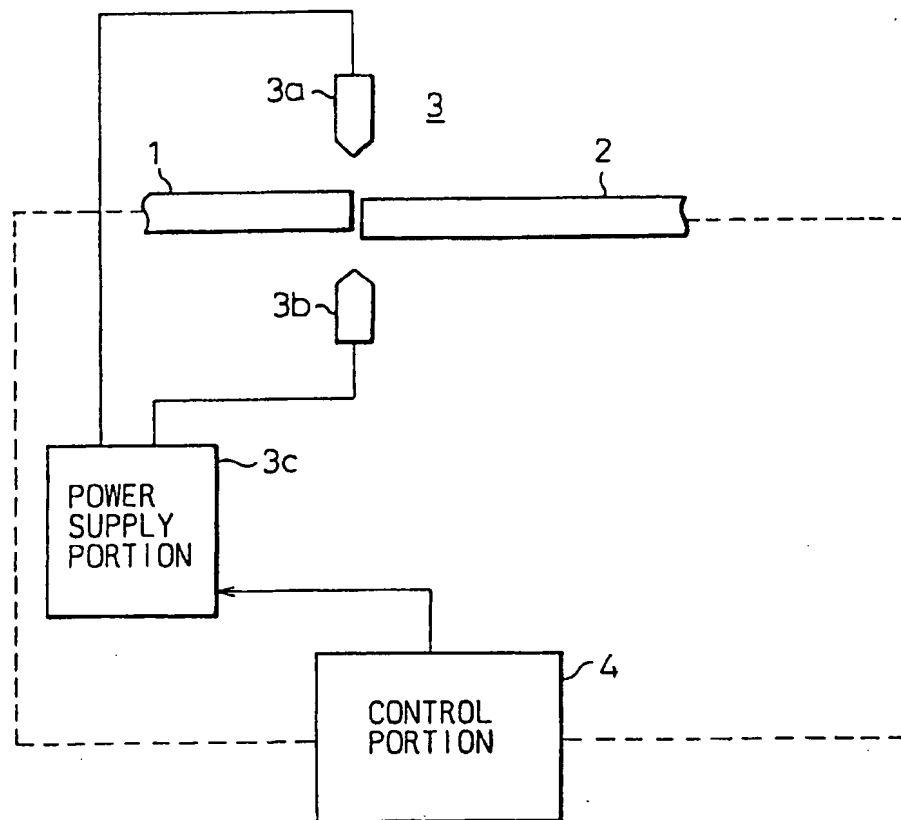 3a
3
1
2
3b
3c
POWER
SUPPLY
PORTION
4
CONTROL
PORTION